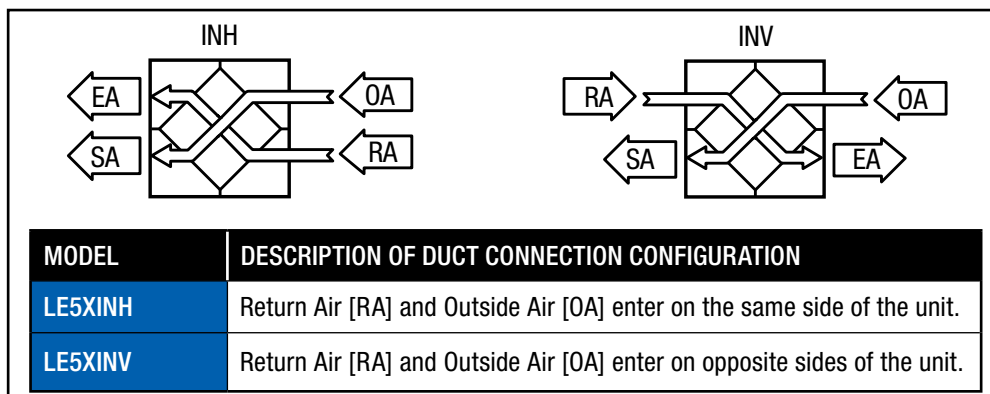 INH
INV
EA
OA
RA
OA
SA
RA
SA
EA
MODEL DESCRIPTION OF DUCT CONNECTION CONFIGURATION
LE5XINH Return Air [RA] and Outside Air [OA] enter on the same side of the unit.
LE5XINV Return Air [RA] and Outside Air [OA] enter on opposite sides of the unit.